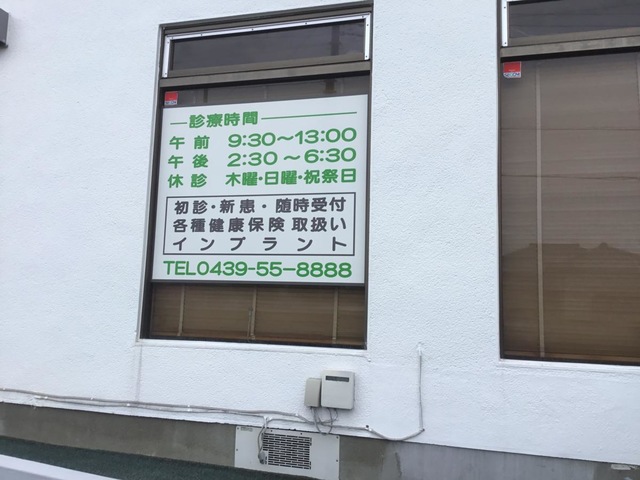 診療時間
午前 9:30～13:00
午後 2:30～6:30
休診 木曜・日曜・祝祭日
初診・新患・随時受付
各種健康保険取扱い
インプラント
TEL0439-55-8888
SECOM
SECOM